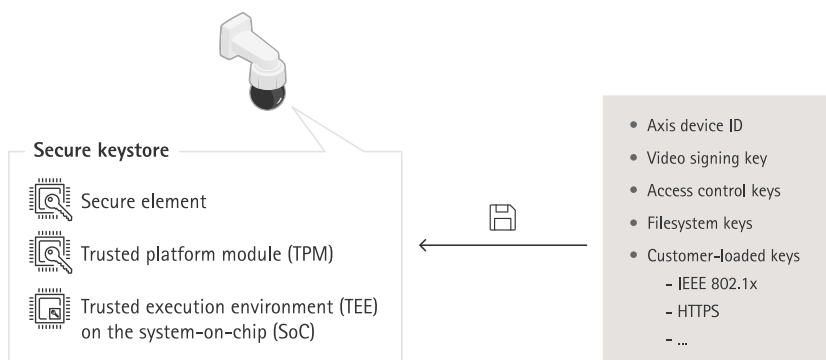 Secure keystore
Secure element
Trusted platform module (TPM)
Trusted execution environment (TEE)
on the system-on-chip (SoC)
• Axis device ID
• Video signing key
• Access control keys
• Filesystem keys
• Customer-loaded keys
- IEEE 802.1x
- HTTPS
- ...